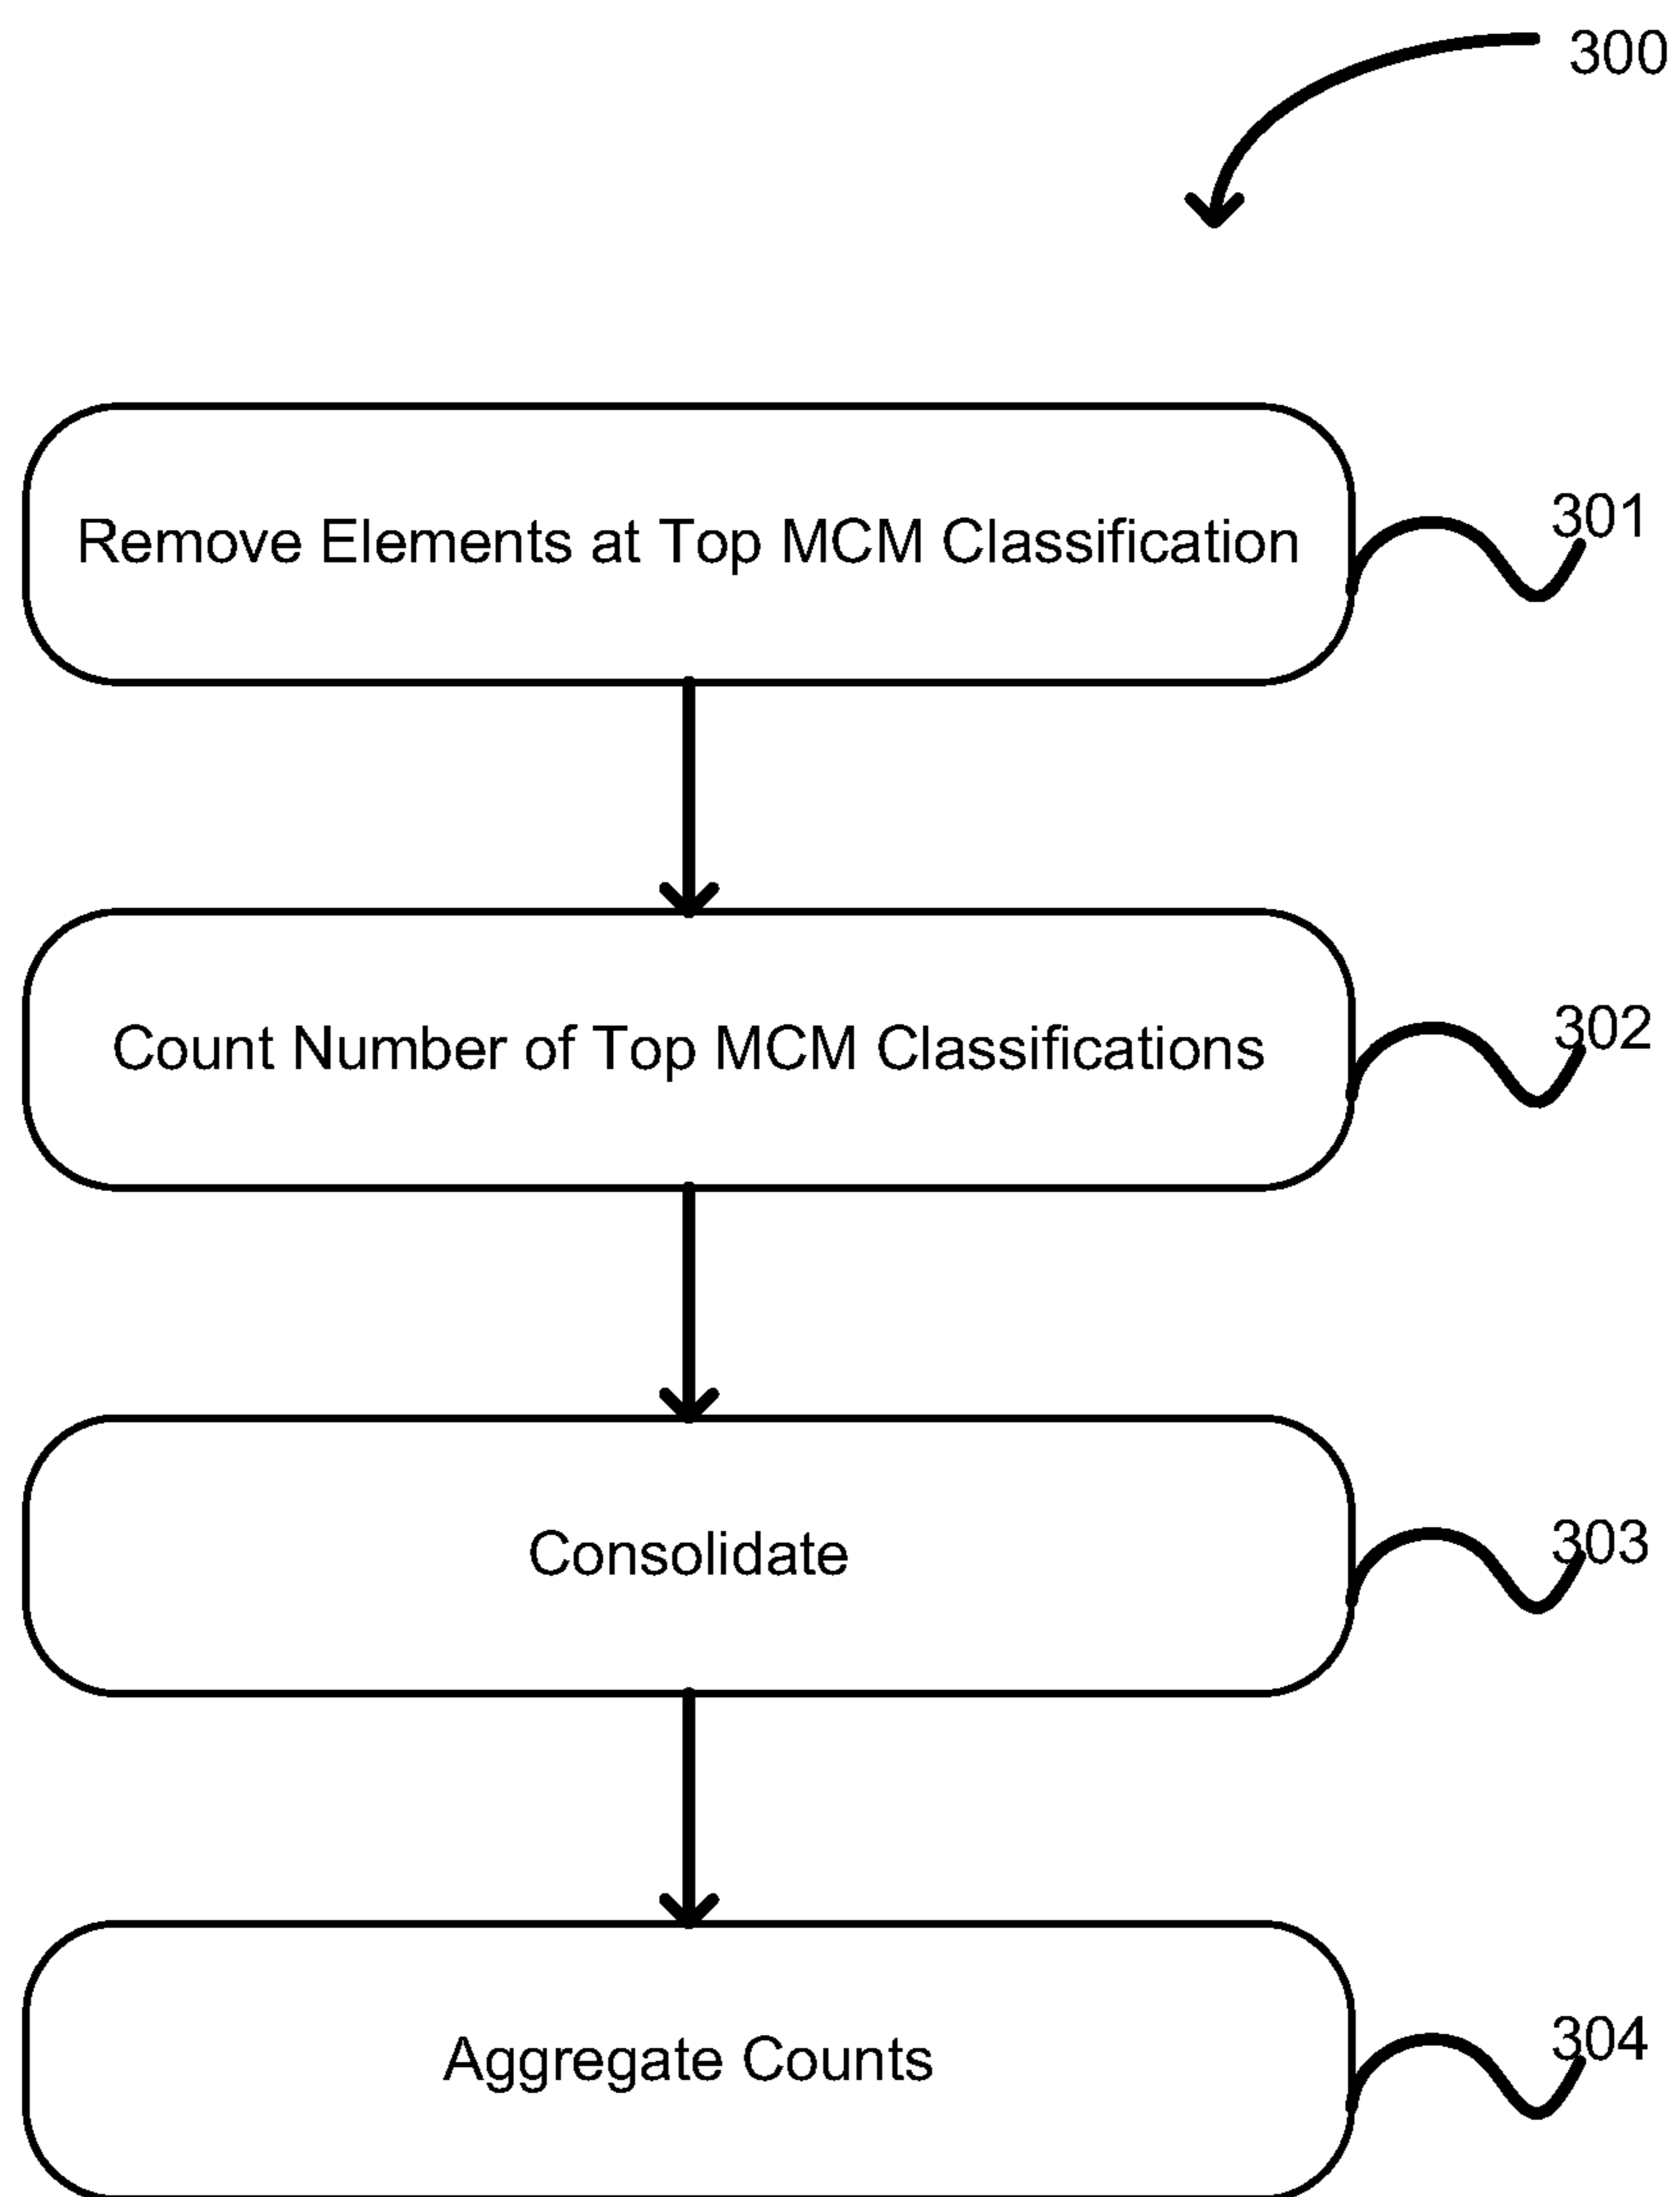 300
Remove Elements at Top MCM Classification
301
Count Number of Top MCM Classifications
302
Consolidate
303
Aggregate Counts
304